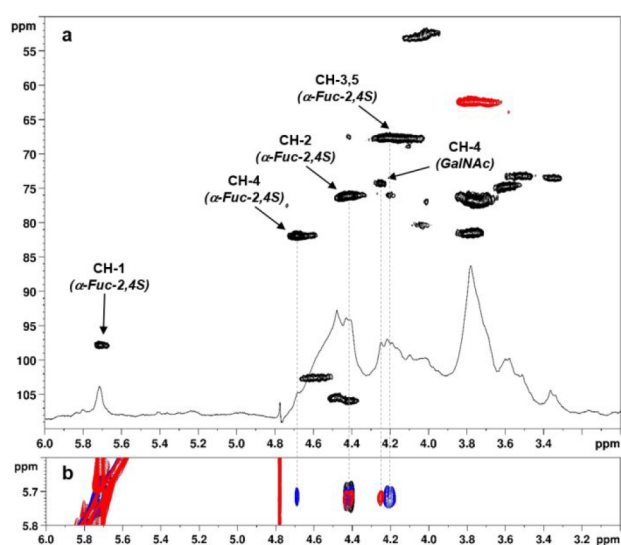 ppm
a
55
60
65
70
75
80
85
90
95
100
105
CH-3,5
(α-Fuc-2,4S)
CH-2
(α-Fuc-2,4S)
CH-4
(GalNAc)
CH-4
(α-Fuc-2,4S)
CH-1
(α-Fuc-2,4S)
6.0 5.8 5.6 5.4 5.2 5.0 4.8 4.6 4.4 4.2 4.0 3.8 3.6 3.4 ppm
ppm
b
5.7
5.8
6.0 5.8 5.6 5.4 5.2 5.0 4.8 4.6 4.4 4.2 4.0 3.8 3.6 3.4 3.2 ppm